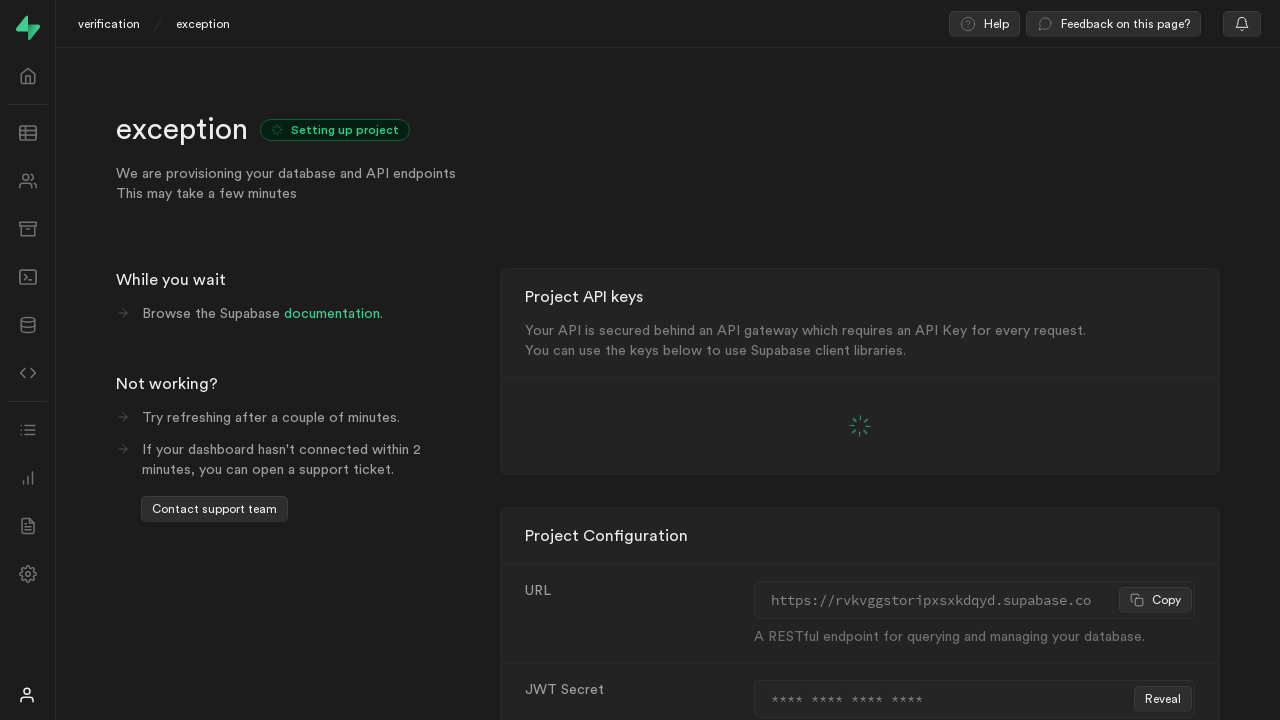 verification / exception
Help
Feedback on this page?
exception
Setting up project
We are provisioning your database and API endpoints
This may take a few minutes
While you wait
Browse the Supabase documentation.
Not working?
Try refreshing after a couple of minutes.
If your dashboard hasn't connected within 2
minutes, you can open a support ticket.
Contact support team
Project API keys
Your API is secured behind an API gateway which requires an API Key for every request.
You can use the keys below to use Supabase client libraries.
Project Configuration
URL
https://rvkvggstoripxsxkdqyd.supabase.co
Copy
A RESTful endpoint for querying and managing your database.
JWT Secret
**** **** **** ****
Reveal